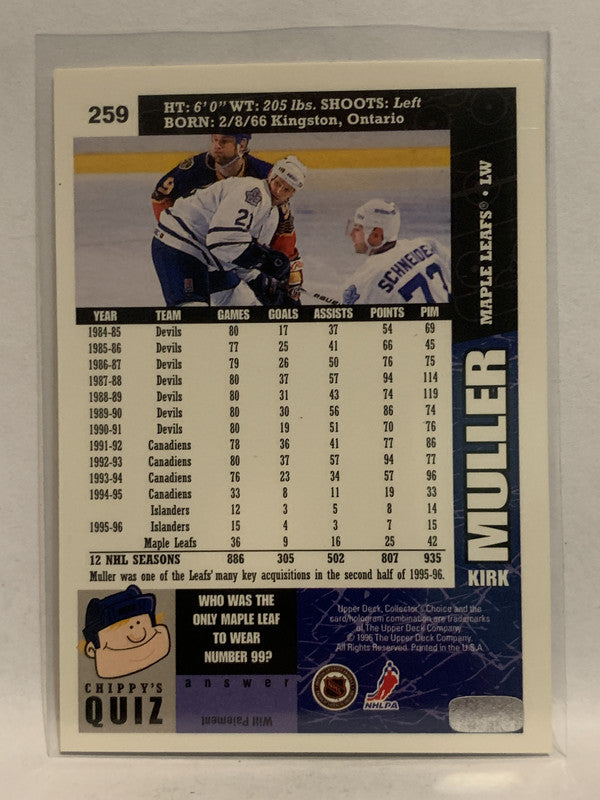 259
HT: 6' 0" WT: 205 lbs. SHOOTS: Left
BORN: 2/8/66 Kingston, Ontario
MAPLE LEAFS® • LW
KIRK MULLER
9
21
SCHNEIDE
72
YEAR TEAM GAMES GOALS ASSISTS POINTS PIM
1984-85 Devils 80 17 37 54 69
1985-86 Devils 77 25 41 66 45
1986-87 Devils 79 26 50 76 75
1987-88 Devils 80 37 57 94 114
1988-89 Devils 80 31 43 74 119
1989-90 Devils 80 30 56 86 74
1990-91 Devils 80 19 51 70 76
1991-92 Canadiens 78 36 41 77 86
1992-93 Canadiens 80 37 57 94 77
1993-94 Canadiens 76 23 34 57 96
1994-95 Canadiens 33 8 11 19 33
Islanders 12 3 5 8 14
1995-96 Islanders 15 4 3 7 15
Maple Leafs 36 9 16 25 42
12 NHL SEASONS 886 305 502 807 935
Muller was one of the Leafs' many key acquisitions in the second half of 1995-96.
CHIPPY'S
QUIZ
WHO WAS THE
ONLY MAPLE LEAF
TO WEAR
NUMBER 99?
answer
Wilf Paiement
Upper Deck, Collector's Choice and the
card/hologram combination are trademarks
of The Upper Deck Company.
© 1996 The Upper Deck Company.
All Rights Reserved. Printed in the U.S.A.
NHL
NHLPA